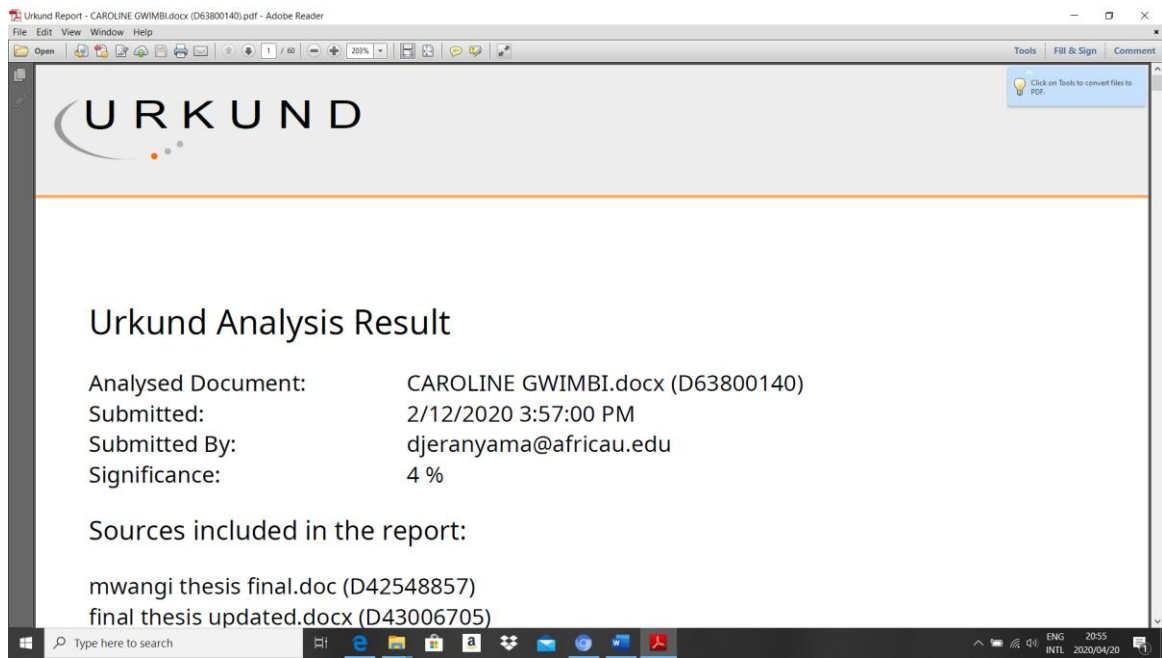 Urkund Report - CAROLINE GWIMBI.docx (D63800140).pdf - Adobe Reader
File Edit View Window Help
Open 1 / 60 203% Tools Fill & Sign Comment
Click on Tools to convert files to
PDF.
URKUND
Urkund Analysis Result
Analysed Document: CAROLINE GWIMBI.docx (D63800140)
Submitted: 2/12/2020 3:57:00 PM
Submitted By: djeranyama@africau.edu
Significance: 4 %
Sources included in the report:
mwangi thesis final.doc (D42548857)
final thesis updated.docx (D43006705)
Type here to search
ENG 20:55
INTL 2020/04/20